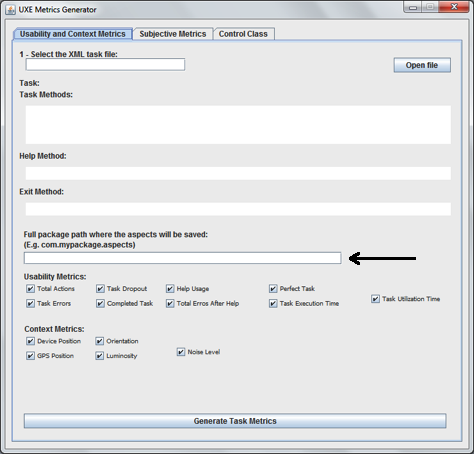 UXE Metrics Generator
Usability and Context Metrics Subjective Metrics Control Class
1 - Select the XML task file:
Open file
Task:
Task Methods:
Help Method:
Exit Method:
Full package path where the aspects will be saved:
(E.g. com.mypackage.aspects)
Usability Metrics:
Total Actions Task Dropout Help Usage Perfect Task
Task Errors Completed Task Total Erros After Help Task Execution Time Task Utilization Time
Context Metrics:
Device Position Orientation
GPS Position Luminosity Noise Level
Generate Task Metrics